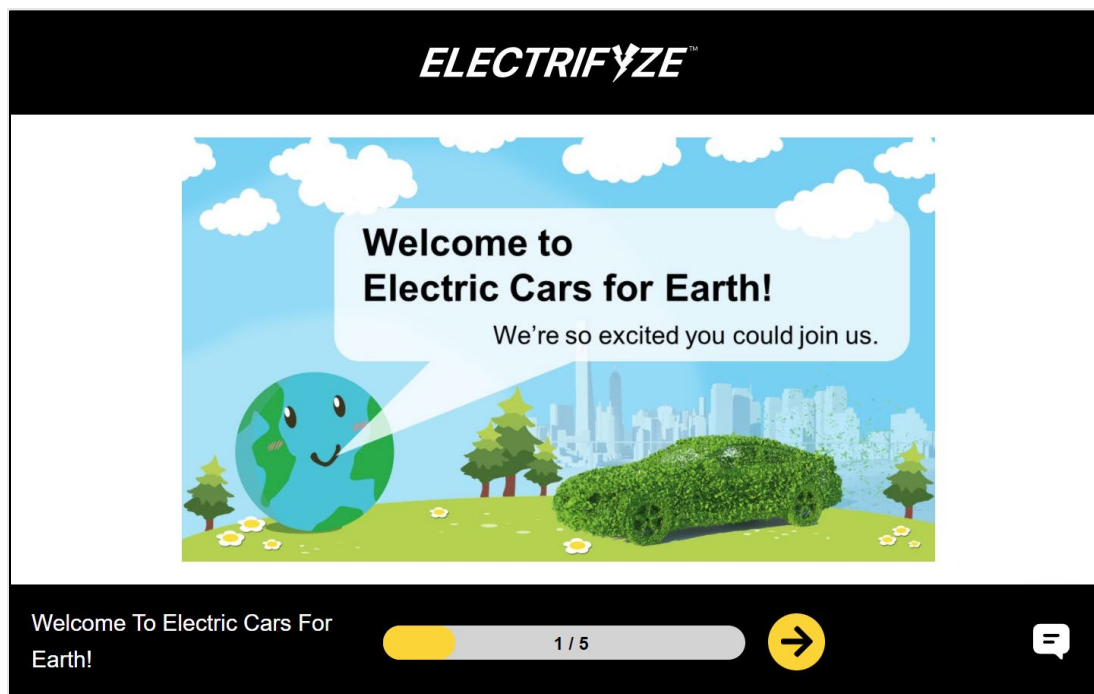 ELECTRIFYZE™
Welcome to
Electric Cars for Earth!
We're so excited you could join us.
Welcome To Electric Cars For
Earth!
1 / 5